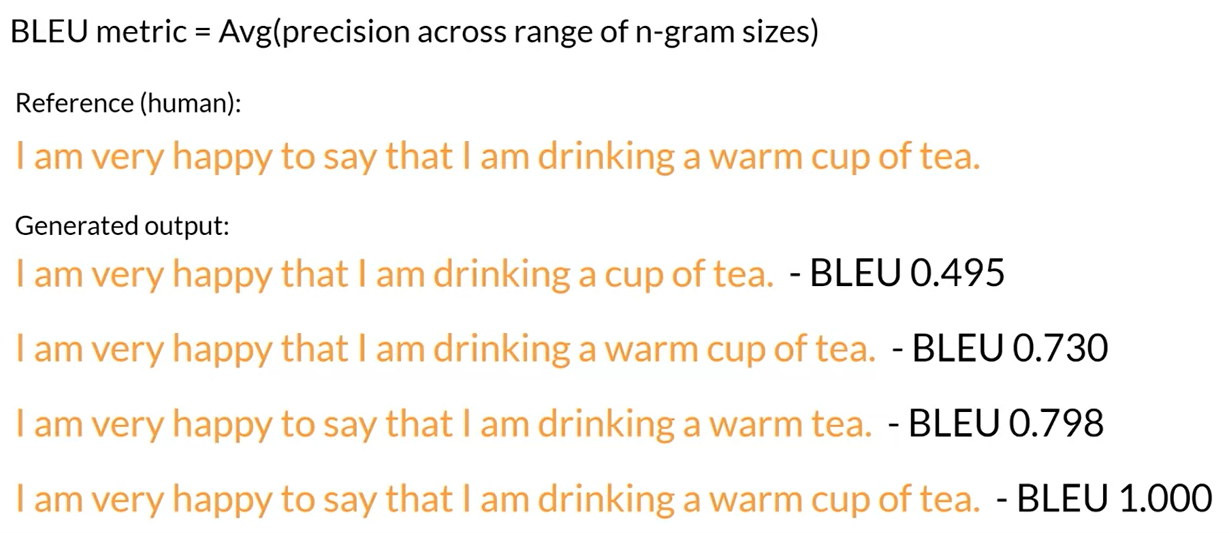 BLEU metric = Avg(precision across range of n-gram sizes)
Reference (human):
I am very happy to say that I am drinking a warm cup of tea.
Generated output:
I am very happy that I am drinking a cup of tea. - BLEU 0.495
I am very happy that I am drinking a warm cup of tea. - BLEU 0.730
I am very happy to say that I am drinking a warm tea. - BLEU 0.798
I am very happy to say that I am drinking a warm cup of tea. - BLEU 1.000